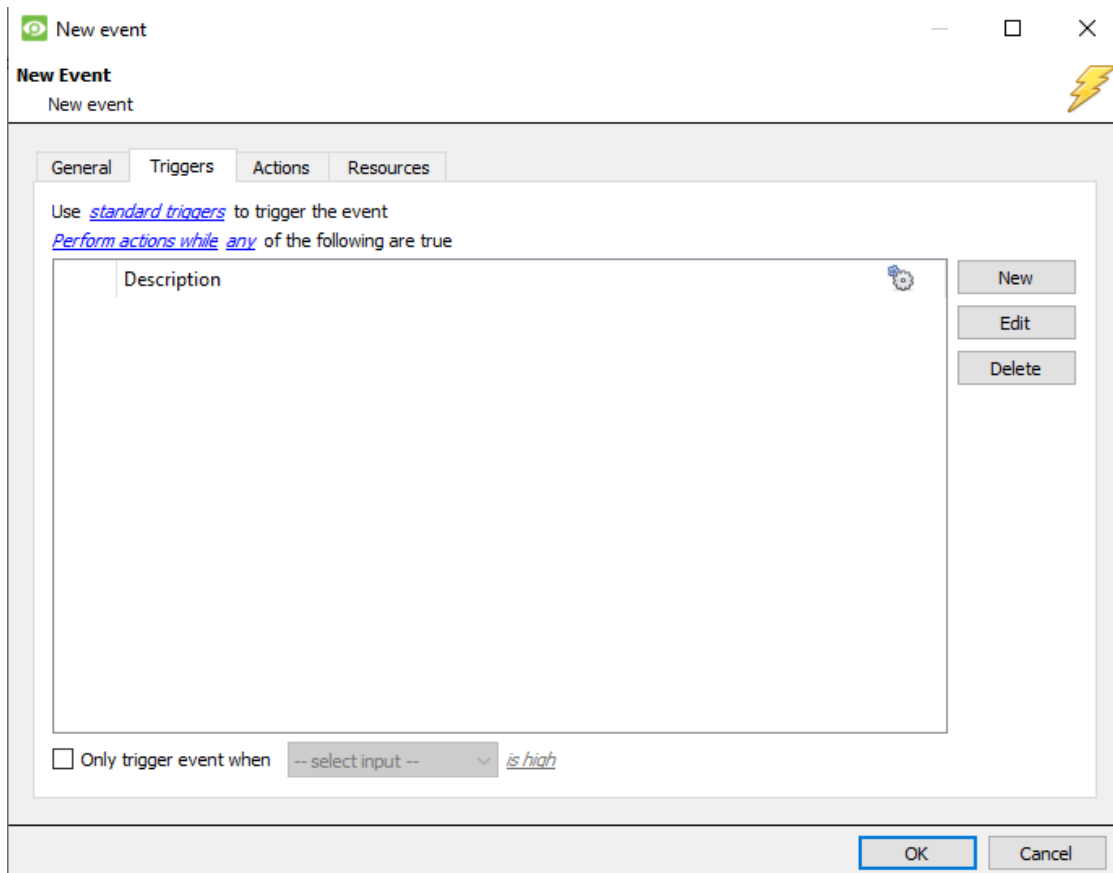 New event
New Event
New event
General Triggers Actions Resources
Use standard triggers to trigger the event
Perform actions while any of the following are true
Description
New
Edit
Delete
Only trigger event when -- select input -- is high
OK Cancel